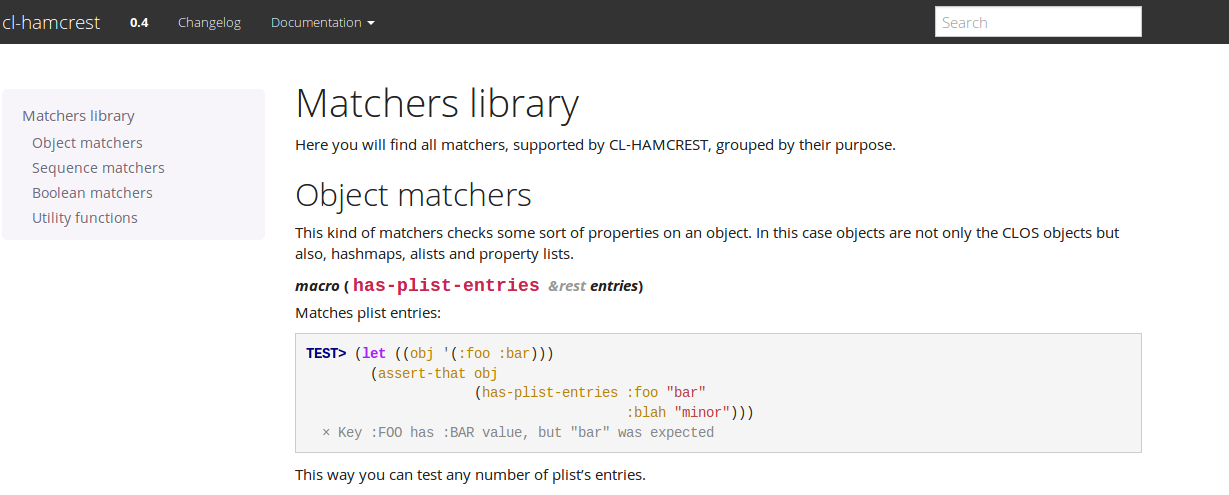 cl-hamcrest 0.4 Changelog Documentation Search
Matchers library
Object matchers
Sequence matchers
Boolean matchers
Utility functions
Matchers library
Here you will find all matchers, supported by CL-HAMCREST, grouped by their purpose.
Object matchers
This kind of matchers checks some sort of properties on an object. In this case objects are not only the CLOS objects but
also, hashmaps, alists and property lists.
macro ( has-plist-entries &rest entries)
Matches plist entries:
TEST> (let ((obj '(:foo :bar)))
        (assert-that obj
                     (has-plist-entries :foo "bar"
                                        :blah "minor")))
  × Key :FOO has :BAR value, but "bar" was expected
This way you can test any number of plist’s entries.